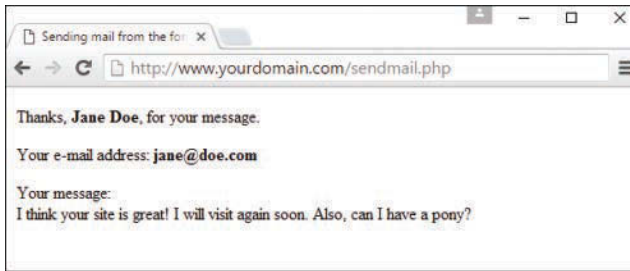 Sending mail from the for
http://www.yourdomain.com/sendmail.php
Thanks, Jane Doe, for your message.
Your e-mail address: jane@doe.com
Your message:
I think your site is great! I will visit again soon. Also, can I have a pony?